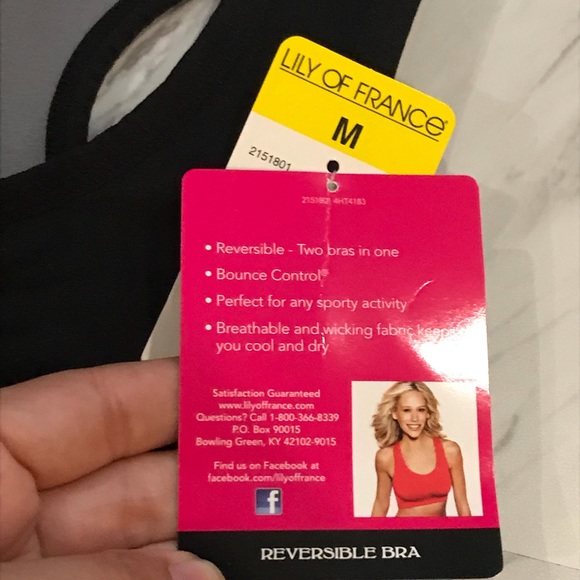 LILY OF FRANCE®
M
2151801
4HT4183
• Reversible - Two bras in one
• Bounce Control®
• Perfect for any sporty activity
• Breathable and wicking fabric keeps
you cool and dry
Satisfaction Guaranteed
www.lilyoffrance.com
Questions? Call 1-800-366-8339
P.O. Box 90015
Bowling Green, KY 42102-9015
Find us on Facebook at
facebook.com/lilyoffrance
f
REVERSIBLE BRA